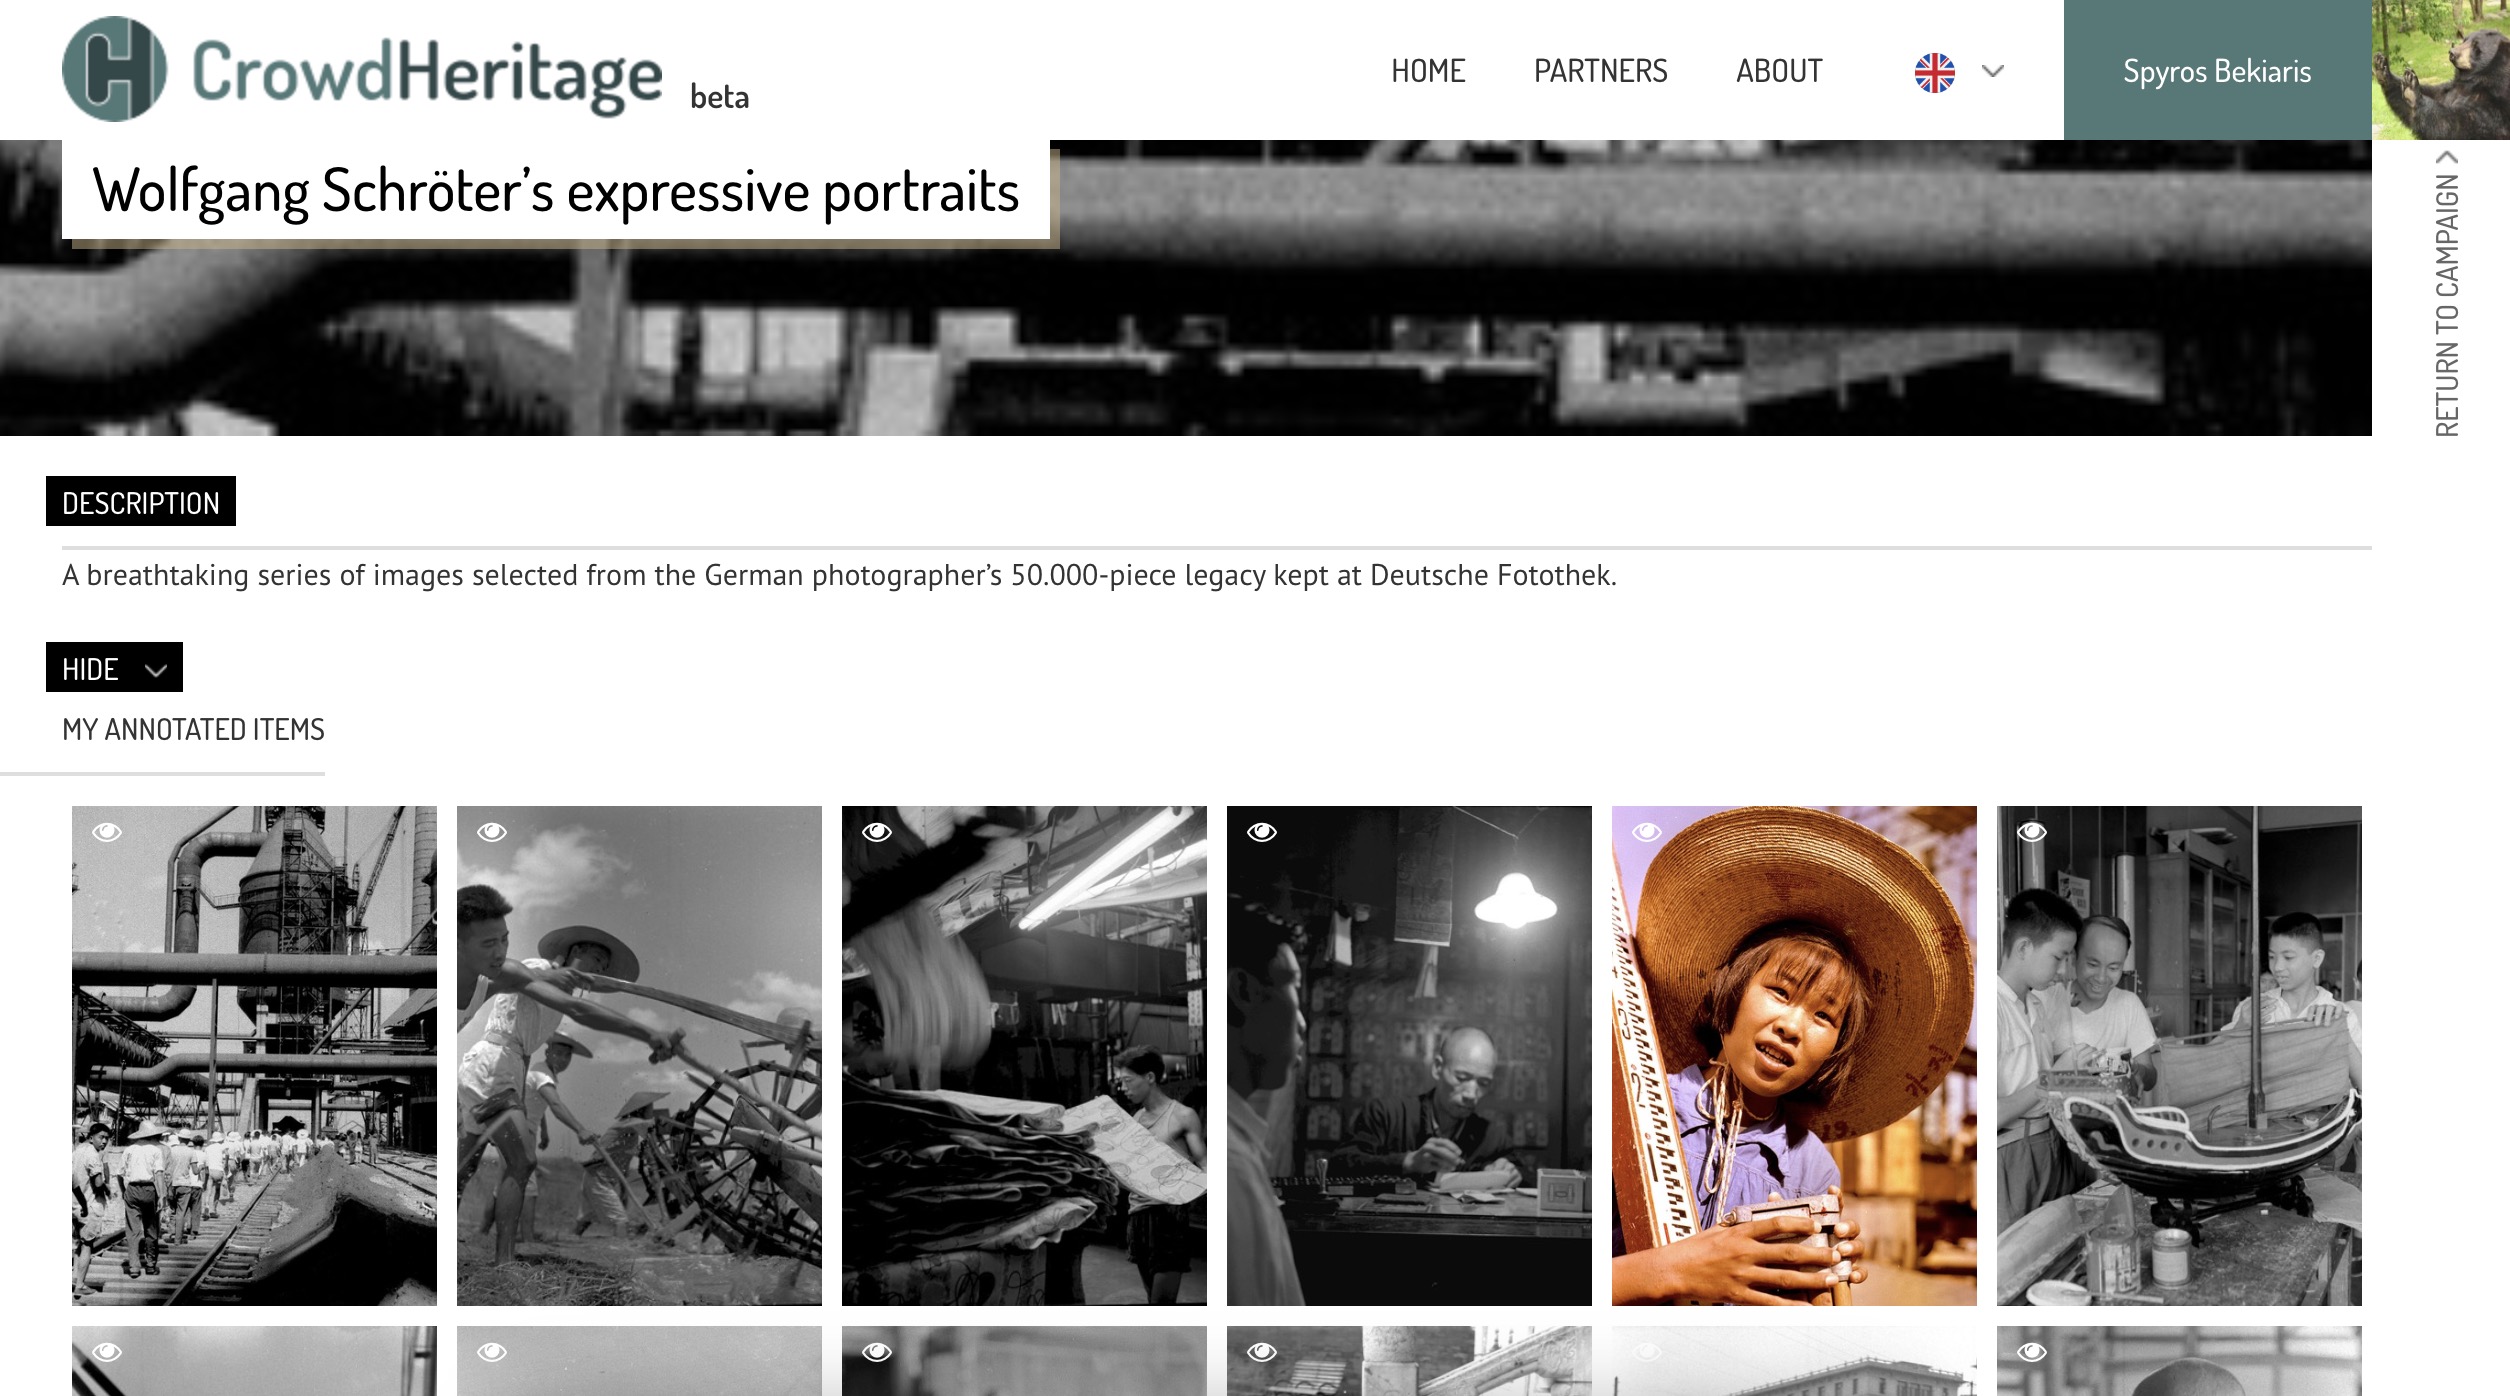 CrowdHeritage beta
HOME PARTNERS ABOUT Spyros Bekiaris
Wolfgang Schröter’s expressive portraits
RETURN TO CAMPAIGN
DESCRIPTION
A breathtaking series of images selected from the German photographer’s 50.000-piece legacy kept at Deutsche Fotothek.
HIDE
MY ANNOTATED ITEMS